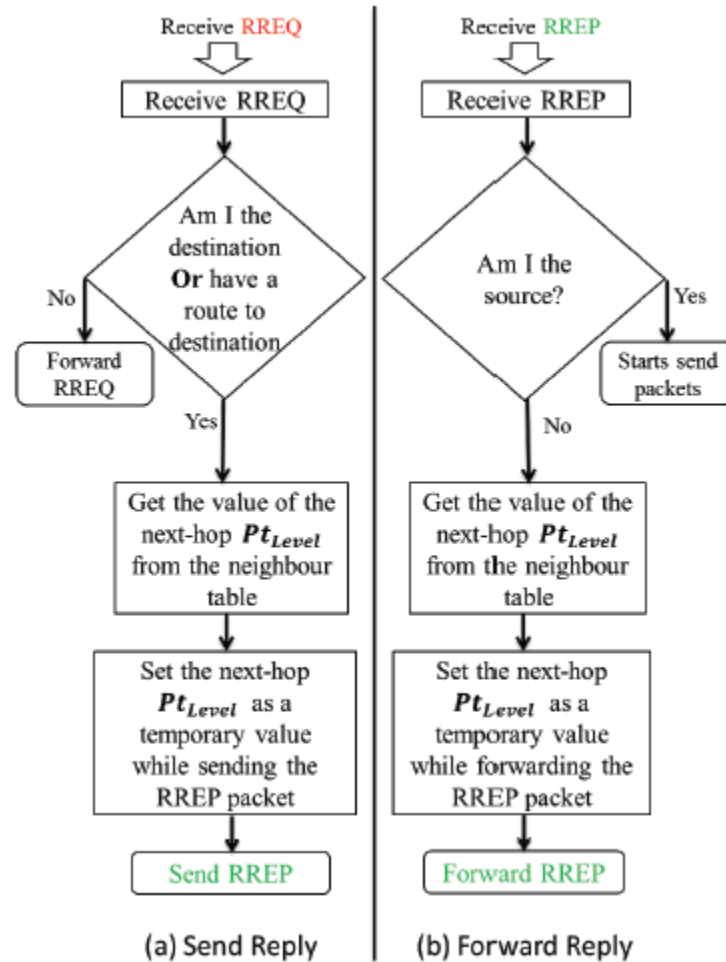 Receive RREQ
Receive RREQ
Am I the
destination
Or have a
route to
destination
No
Forward
RREQ
Yes
Get the value of the
next-hop Pt_Level
from the neighbour
table
Set the next-hop
Pt_Level as a
temporary value
while sending the
RREP packet
Send RREP
(a) Send Reply
Receive RREP
Receive RREP
Am I the
source?
Yes
Starts send
packets
No
Get the value of the
next-hop Pt_Level
from the neighbour
table
Set the next-hop
Pt_Level as a
temporary value
while forwarding the
RREP packet
Forward RREP
(b) Forward Reply